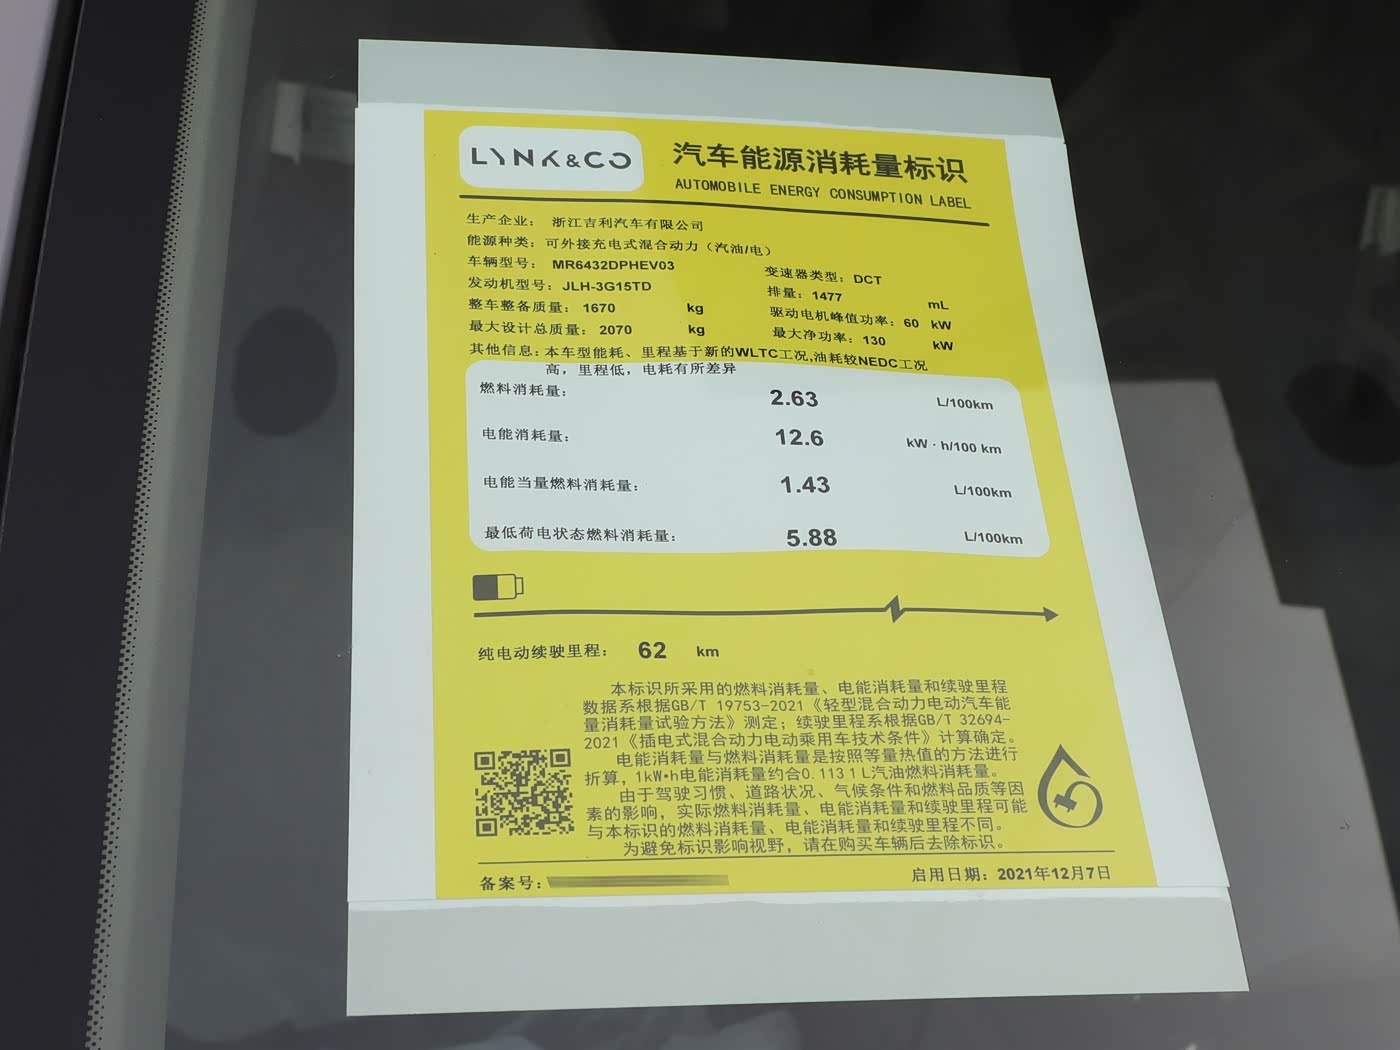 LYNK&CO
汽车能源消耗量标识
AUTOMOBILE ENERGY CONSUMPTION LABEL
生产企业： 浙江吉利汽车有限公司
能源种类：可外接充电式混合动力（汽油/电）
车辆型号： MR6432DPHEV03
变速器类型：DCT
发动机型号：JLH-3G15TD
排量：1477 mL
整车整备质量： 1670 kg
驱动电机峰值功率：60 kW
最大设计总质量： 2070 kg
最大净功率：130 kW
其他信息：本车型能耗、里程基于新的WLTC工况,油耗较NEDC工况
高，里程低，电耗有所差异
燃料消耗量： 2.63 L/100km
电能消耗量： 12.6 kW·h/100 km
电能当量燃料消耗量： 1.43 L/100km
最低荷电状态燃料消耗量： 5.88 L/100km
纯电动续驶里程： 62 km
本标识所采用的燃料消耗量、电能消耗量和续驶里程
数据系根据GB/T 19753-2021《轻型混合动力电动汽车能
量消耗量试验方法》测定；续驶里程系根据GB/T 32694-
2021《插电式混合动力电动乘用车技术条件》计算确定。
电能消耗量与燃料消耗量是按照等量热值的方法进行
折算，1kW•h电能消耗量约合0.1131L汽油燃料消耗量。
由于驾驶习惯、道路状况、气候条件和燃料品质等因
素的影响，实际燃料消耗量、电能消耗量和续驶里程可能
与本标识的燃料消耗量、电能消耗量和续驶里程不同。
为避免标识影响视野，请在购买车辆后去除标识。
备案号：
启用日期：2021年12月7日